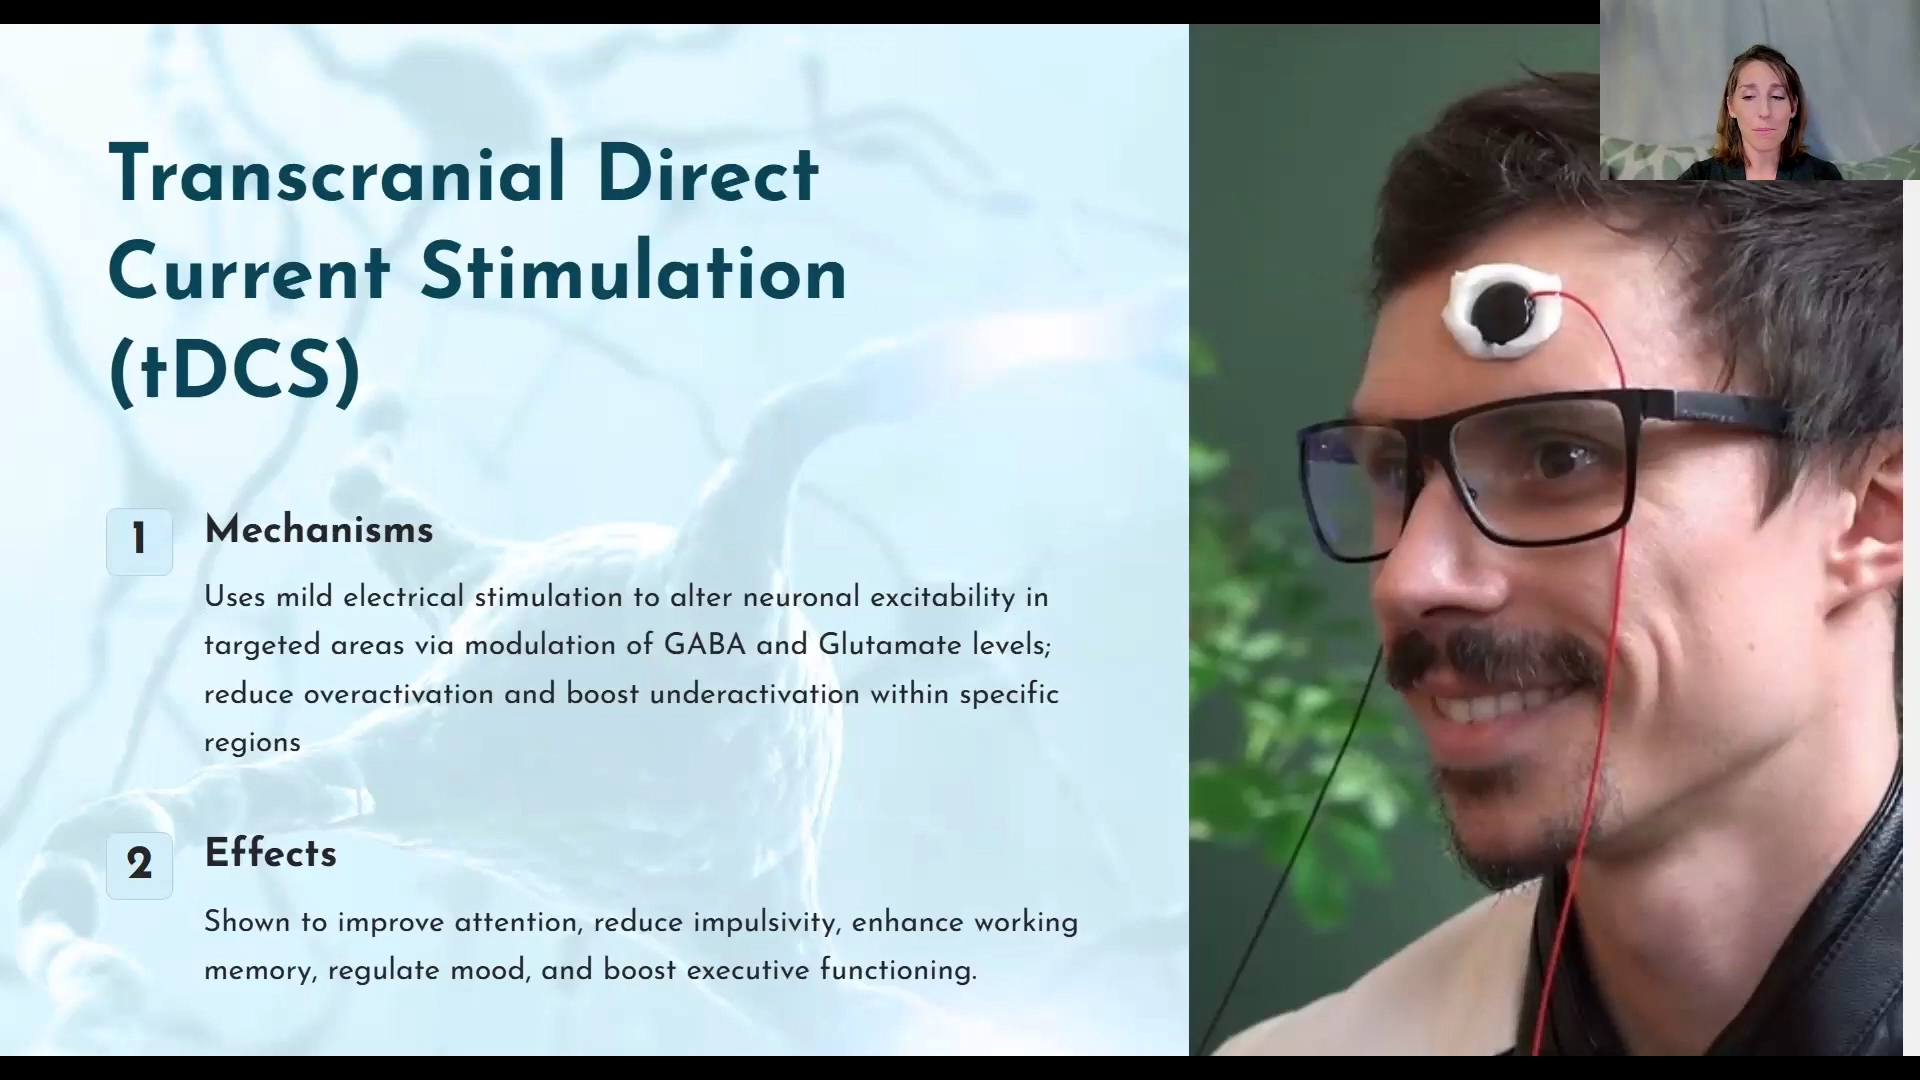 Transcranial Direct
Current Stimulation
(tDCS)
1
Mechanisms
Uses mild electrical stimulation to alter neuronal excitability in
targeted areas via modulation of GABA and Glutamate levels;
reduce overactivation and boost underactivation within specific
regions
2
Effects
Shown to improve attention, reduce impulsivity, enhance working
memory, regulate mood, and boost executive functioning.